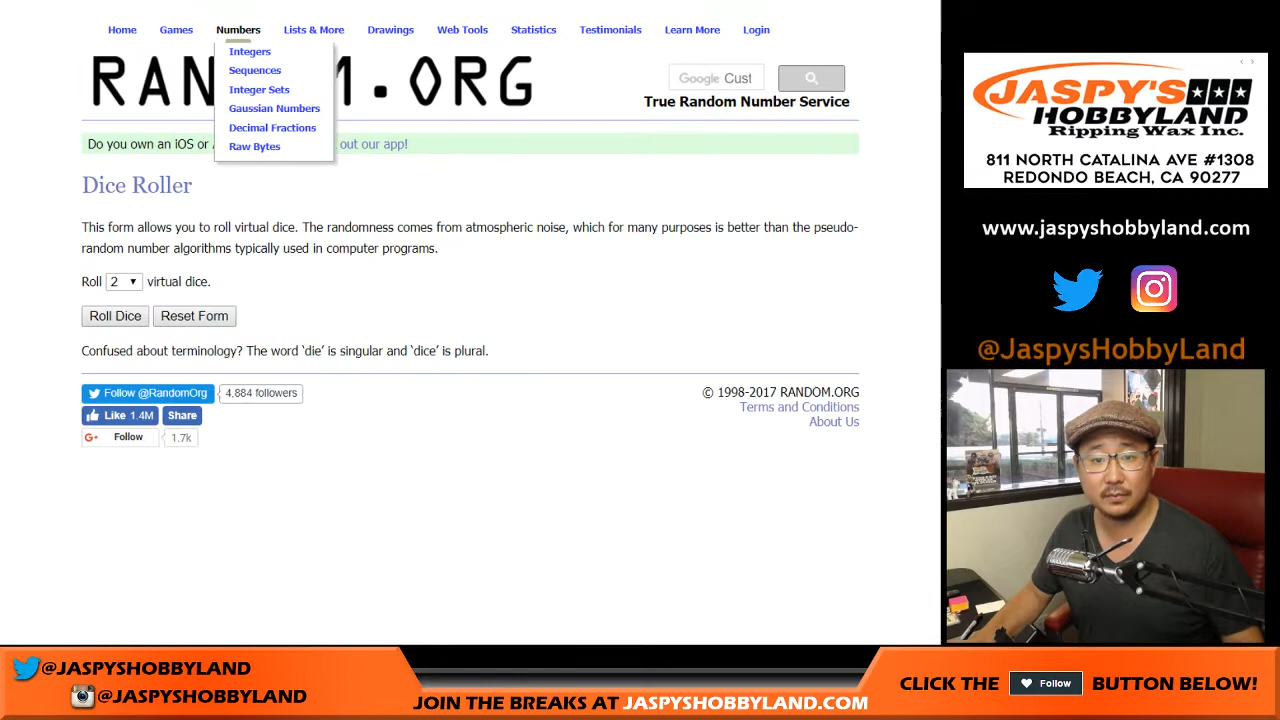 Home Games Numbers Lists & More Drawings Web Tools Statistics Testimonials Learn More Login
Integers
Sequences
Integer Sets
Gaussian Numbers
Decimal Fractions
Raw Bytes
RAN M.ORG
Google Cust
True Random Number Service
Do you own an iOS or out our app!
Dice Roller
This form allows you to roll virtual dice. The randomness comes from atmospheric noise, which for many purposes is better than the pseudo-
random number algorithms typically used in computer programs.
Roll 2 virtual dice.
Roll Dice Reset Form
Confused about terminology? The word ‘die’ is singular and ‘dice’ is plural.
Follow @RandomOrg 4,884 followers
Like 1.4M Share
G+ Follow 1.7k
© 1998-2017 RANDOM.ORG
Terms and Conditions
About Us
JASPY'S
HOBBYLAND
Ripping Wax Inc.
811 NORTH CATALINA AVE #1308
REDONDO BEACH, CA 90277
www.jaspyshobbyland.com
@JaspysHobbyLand
@JASPYSHOBBYLAND
@JASPYSHOBBYLAND
JOIN THE BREAKS AT JASPYSHOBBYLAND.COM
CLICK THE Follow BUTTON BELOW!